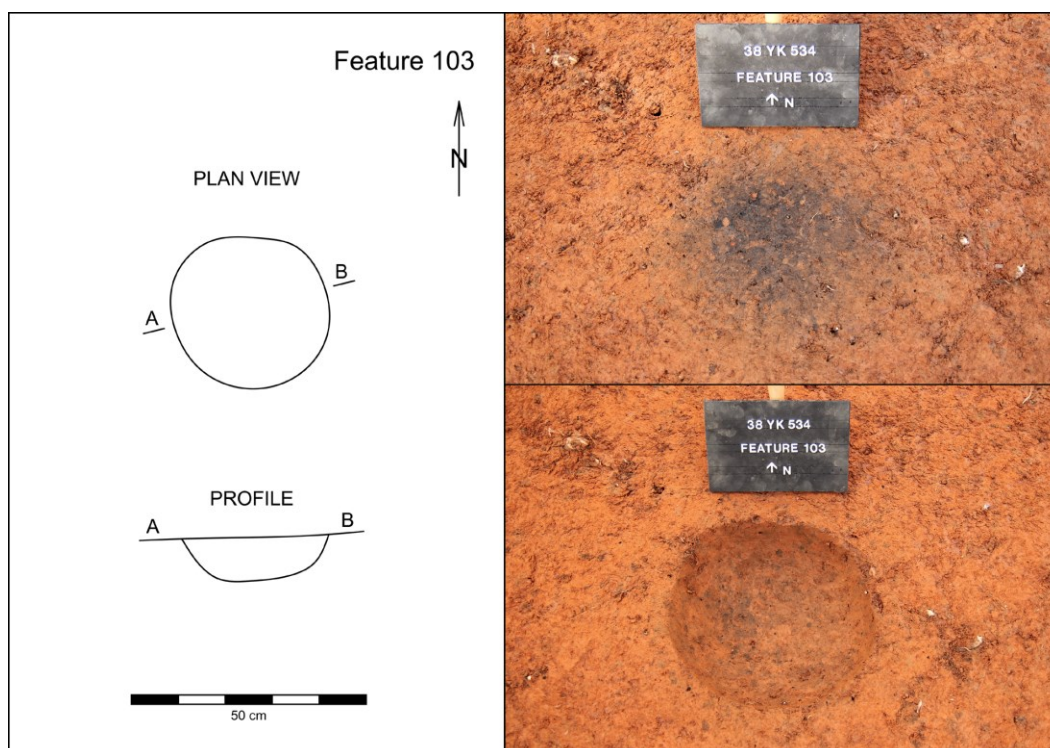 Feature 103
N
PLAN VIEW
B
A
PROFILE
A B
50 cm
38 YK 534
FEATURE 103
↑ N
38 YK 534
FEATURE 103
↑ N